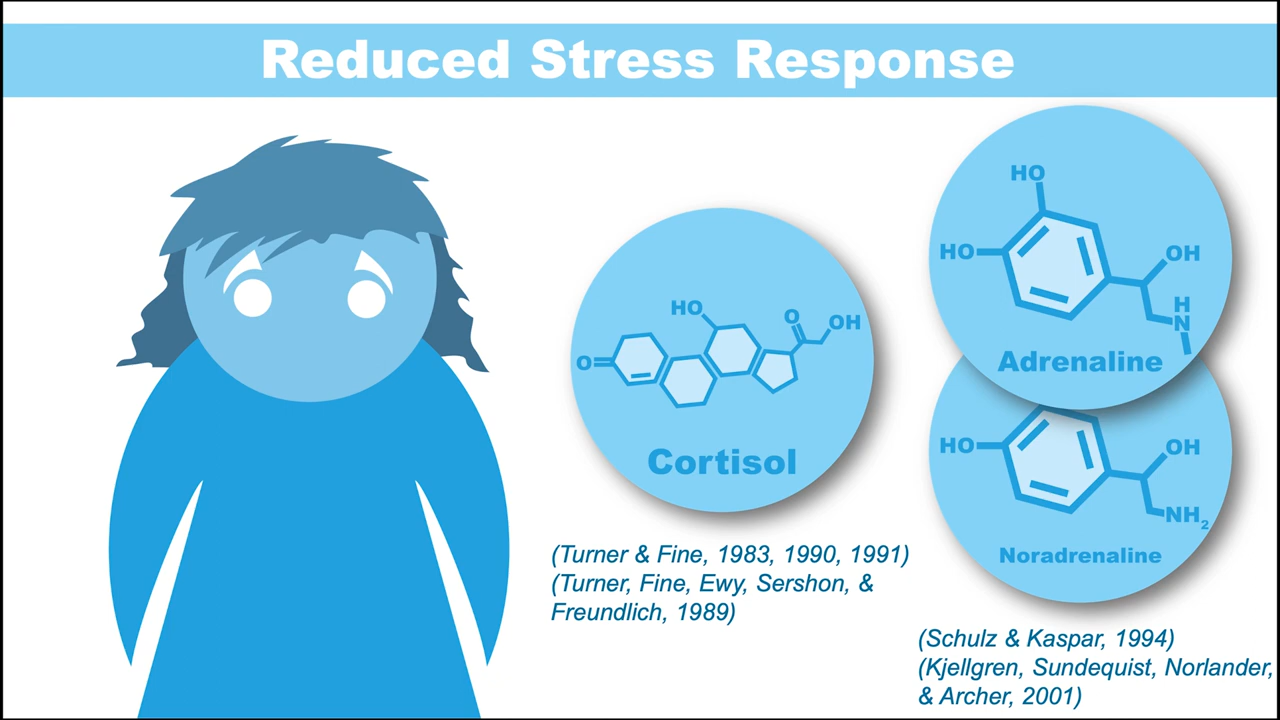 Reduced Stress Response
HO
O
OH
O
Cortisol
(Turner & Fine, 1983, 1990, 1991)
(Turner, Fine, Ewy, Sershon, &
Freundlich, 1989)
HO
HO
OH
H
N
Adrenaline
HO
OH
NH₂
Noradrenaline
(Schulz & Kaspar, 1994)
(Kjellgren, Sundequist, Norlander,
& Archer, 2001)